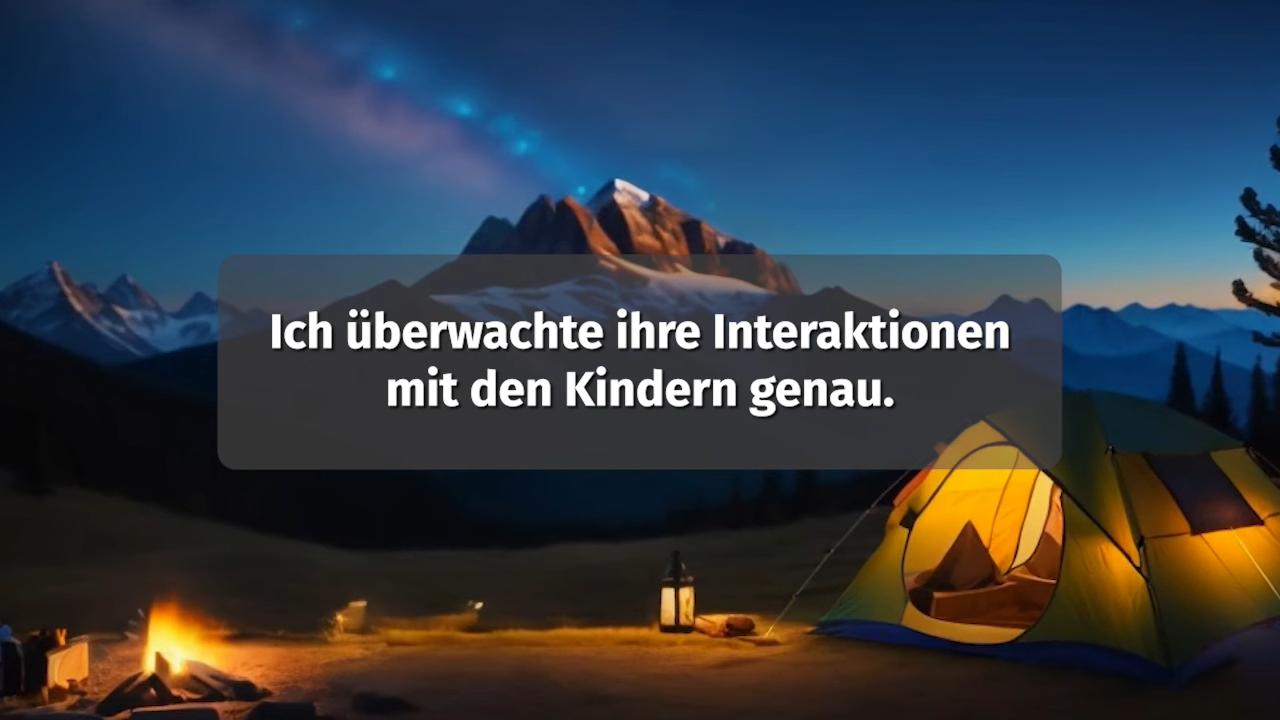 Ich überwachte ihre Interaktionen
mit den Kindern genau.